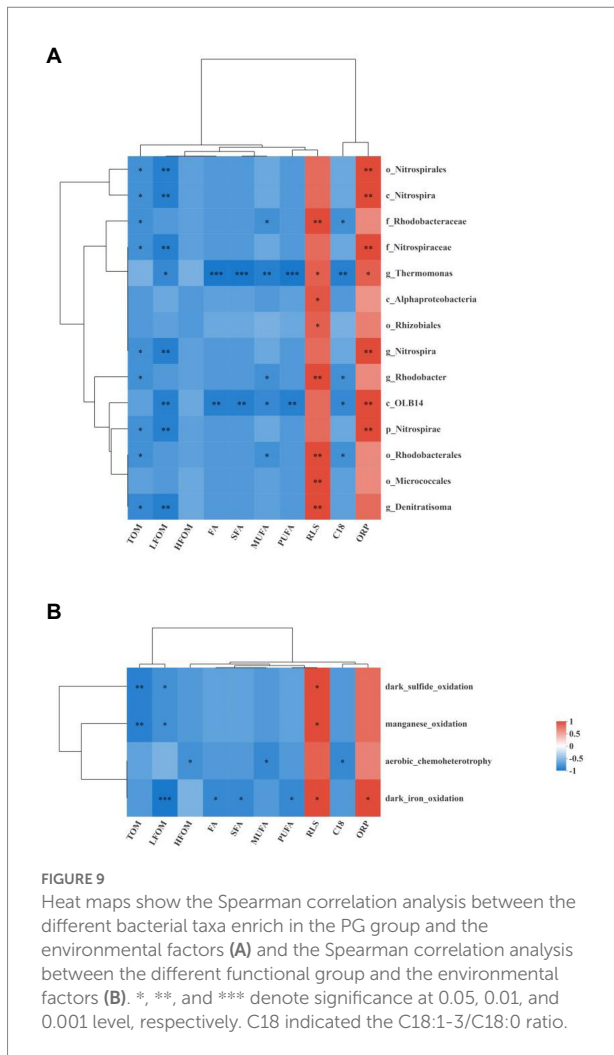 A
* ** ** o_Nitrospirales
* ** ** c_Nitrospira
* * ** * f_Rhodobacteraceae
* ** ** f_Nitrospiraceae
* *** *** ** *** * ** * g_Thermomonas
* c_Alphaproteobacteria
* o_Rhizobiales
* ** ** g_Nitrospira
* * ** * g_Rhodobacter
** ** ** * ** * ** c_OLB14
* ** ** p_Nitrospirae
* * ** * o_Rhodobacterales
** o_Micrococcales
* ** ** g_Denitratisoma
TOM LFOM HFOM FA SFA MUFA PUFA RLS C18 ORP
B
** * * dark_sulfide_oxidation
** * * manganese_oxidation
* * * aerobic_chemoheterotrophy
*** * * * * * dark_iron_oxidation
TOM LFOM HFOM FA SFA MUFA PUFA RLS C18 ORP
1
0.5
0
-0.5
-1
FIGURE 9
Heat maps show the Spearman correlation analysis between the
different bacterial taxa enrich in the PG group and the
environmental factors (A) and the Spearman correlation analysis
between the different functional group and the environmental
factors (B). *, **, and *** denote significance at 0.05, 0.01, and
0.001 level, respectively. C18 indicated the C18:1-3/C18:0 ratio.